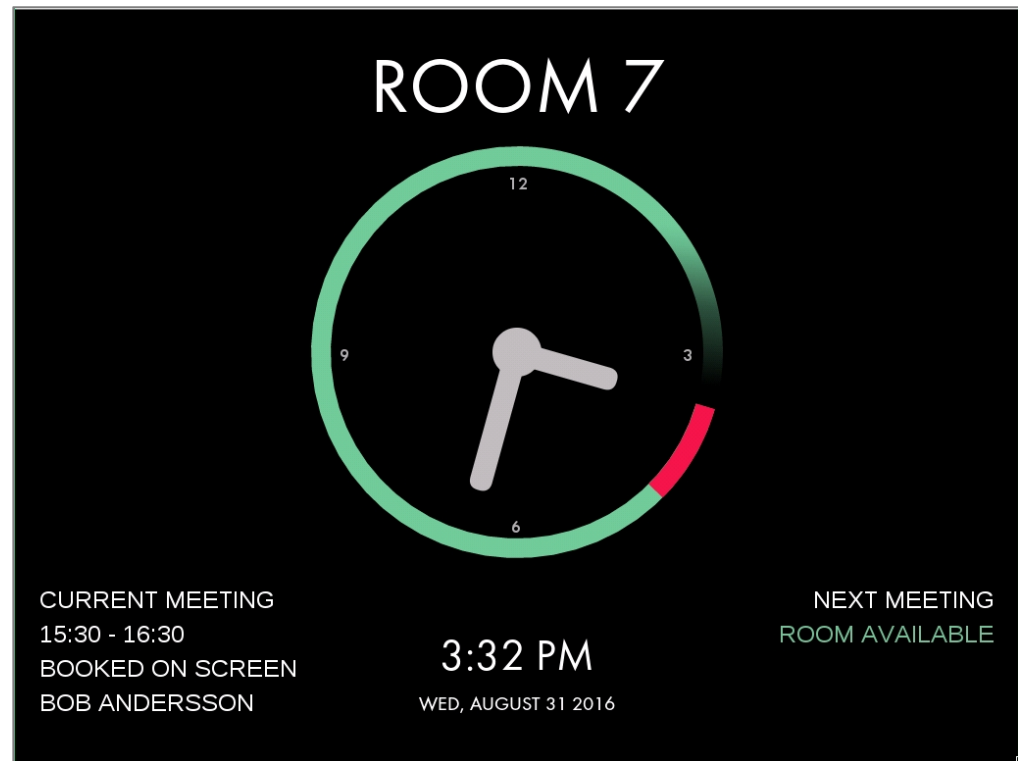 ROOM 7
12
9
3
6
CURRENT MEETING
15:30 - 16:30
BOOKED ON SCREEN
BOB ANDERSSON
3:32 PM
WED, AUGUST 31 2016
NEXT MEETING
ROOM AVAILABLE